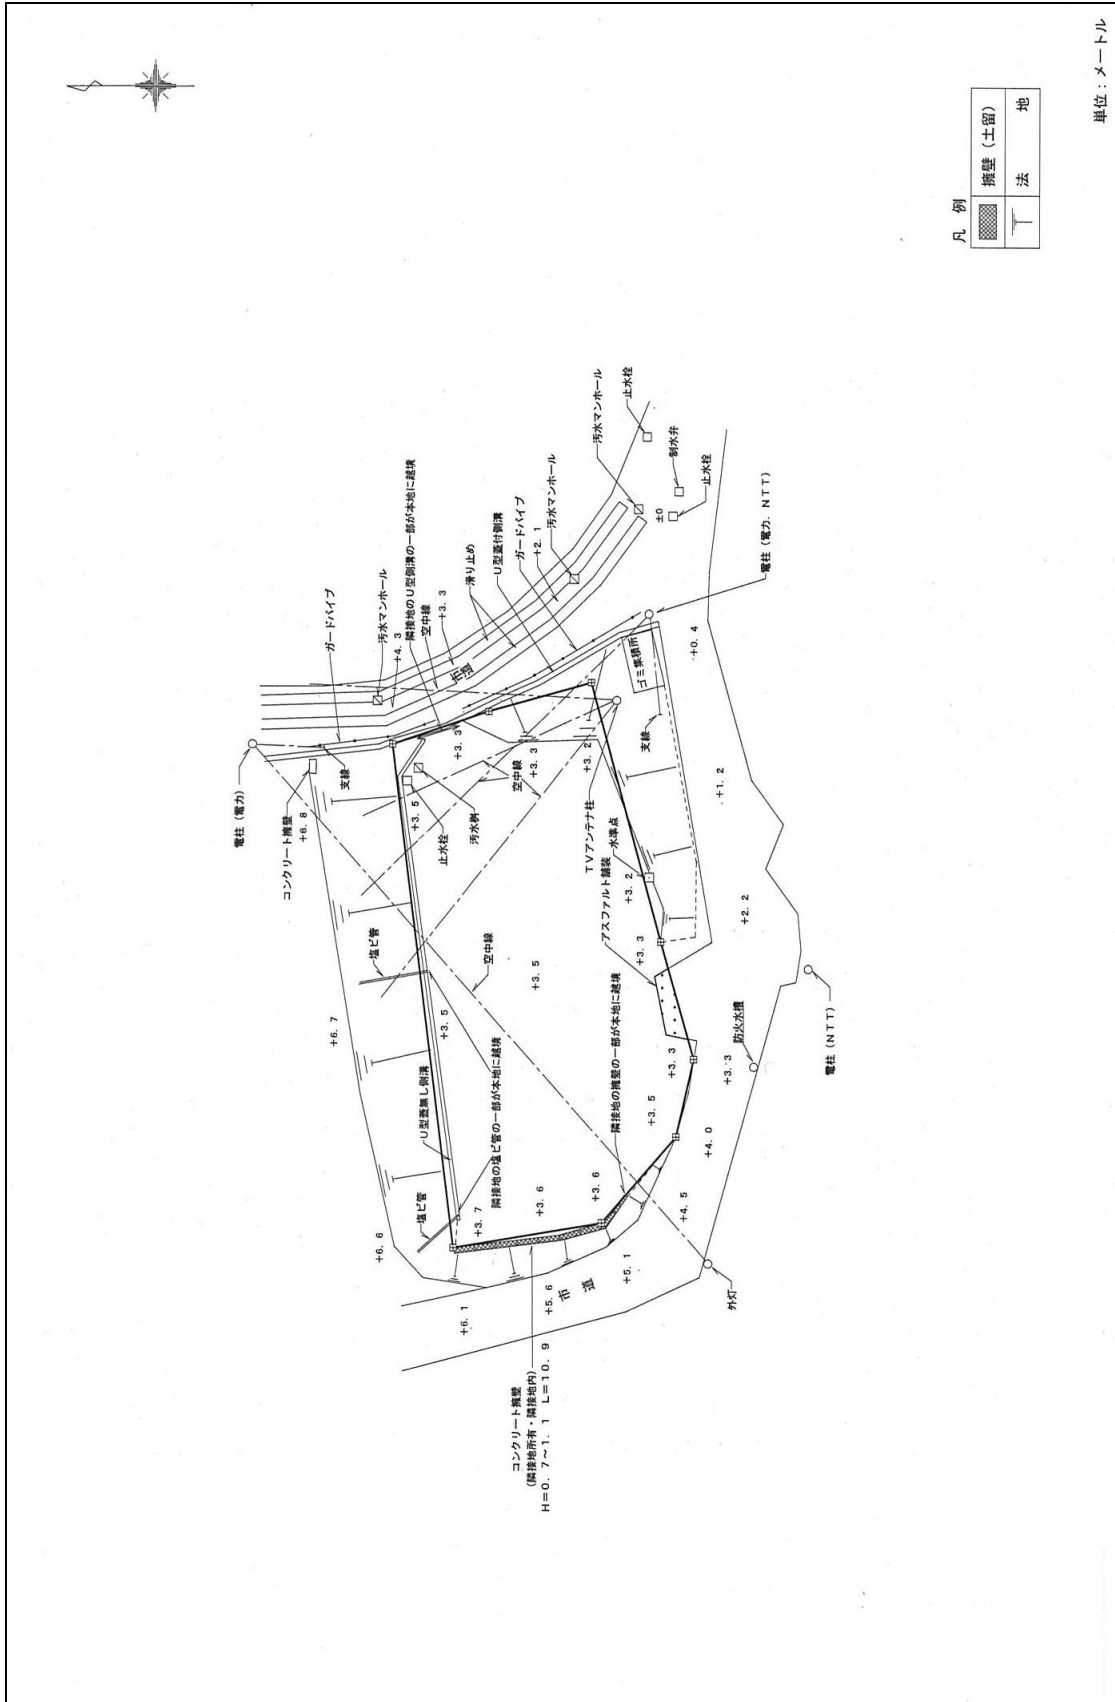 単位:メートル
凡 例
擁壁(土留)
法 地
電柱(電力)
コンクリート擁壁
+6.8
ガードパイプ
支線
汚水マンホール
+4.3
隣接地のU型側溝の一部が本地に越境
空中線
+3.3
市道
滑り止め
U型蓋付側溝
ガードパイプ
+2.1
汚水マンホール
汚水マンホール
止水栓
制水弁
止水栓
±0
電柱(電力.NTT)
塩ビ管
+6.7
+3.5
止水栓
汚水桝
+3.3
+3.3
空中線
+3.2
TVアンテナ柱
ゴミ集積所
支線
+0.4
+1.2
空中線
+3.5
+3.5
アスファルト舗装
水準点
+3.2
+3.3
+2.2
塩ビ管
+6.6
U型蓋無し側溝
隣接地の塩ビ管の一部が本地に越境
+3.7
+3.6
+3.6
隣接地の擁壁の一部が本地に越境
+3.5
+3.3
防火水槽
+3.3
電柱(NTT)
+4.0
+4.5
+5.1
市道
+5.6
+6.1
外灯
コンクリート擁壁
(隣接地所有・隣接地内)
H=0.7~1.1 L=10.9